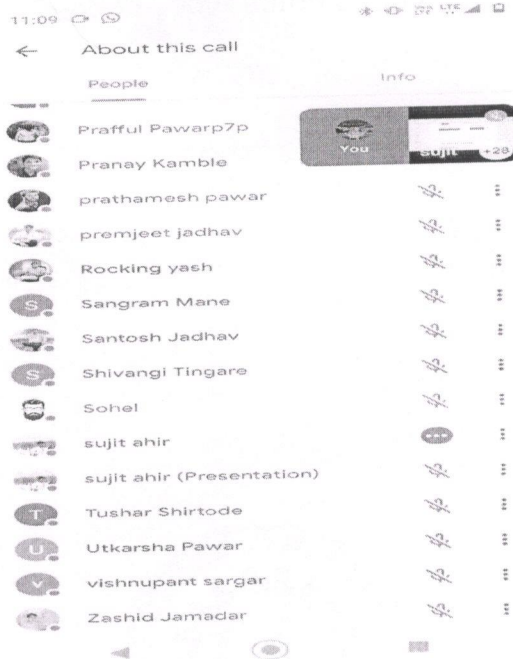 11:09
LTE
About this call
People
Info
Prafful Pawarp7p
You
sujit
+28
Pranay Kamble
prathamesh pawar
premjeet jadhav
Rocking yash
S
Sangram Mane
Santosh Jadhav
S
Shivangi Tingare
Sohel
sujit ahir
sujit ahir (Presentation)
T
Tushar Shirtode
U
Utkarsha Pawar
V
vishnupant sargar
Zashid Jamadar